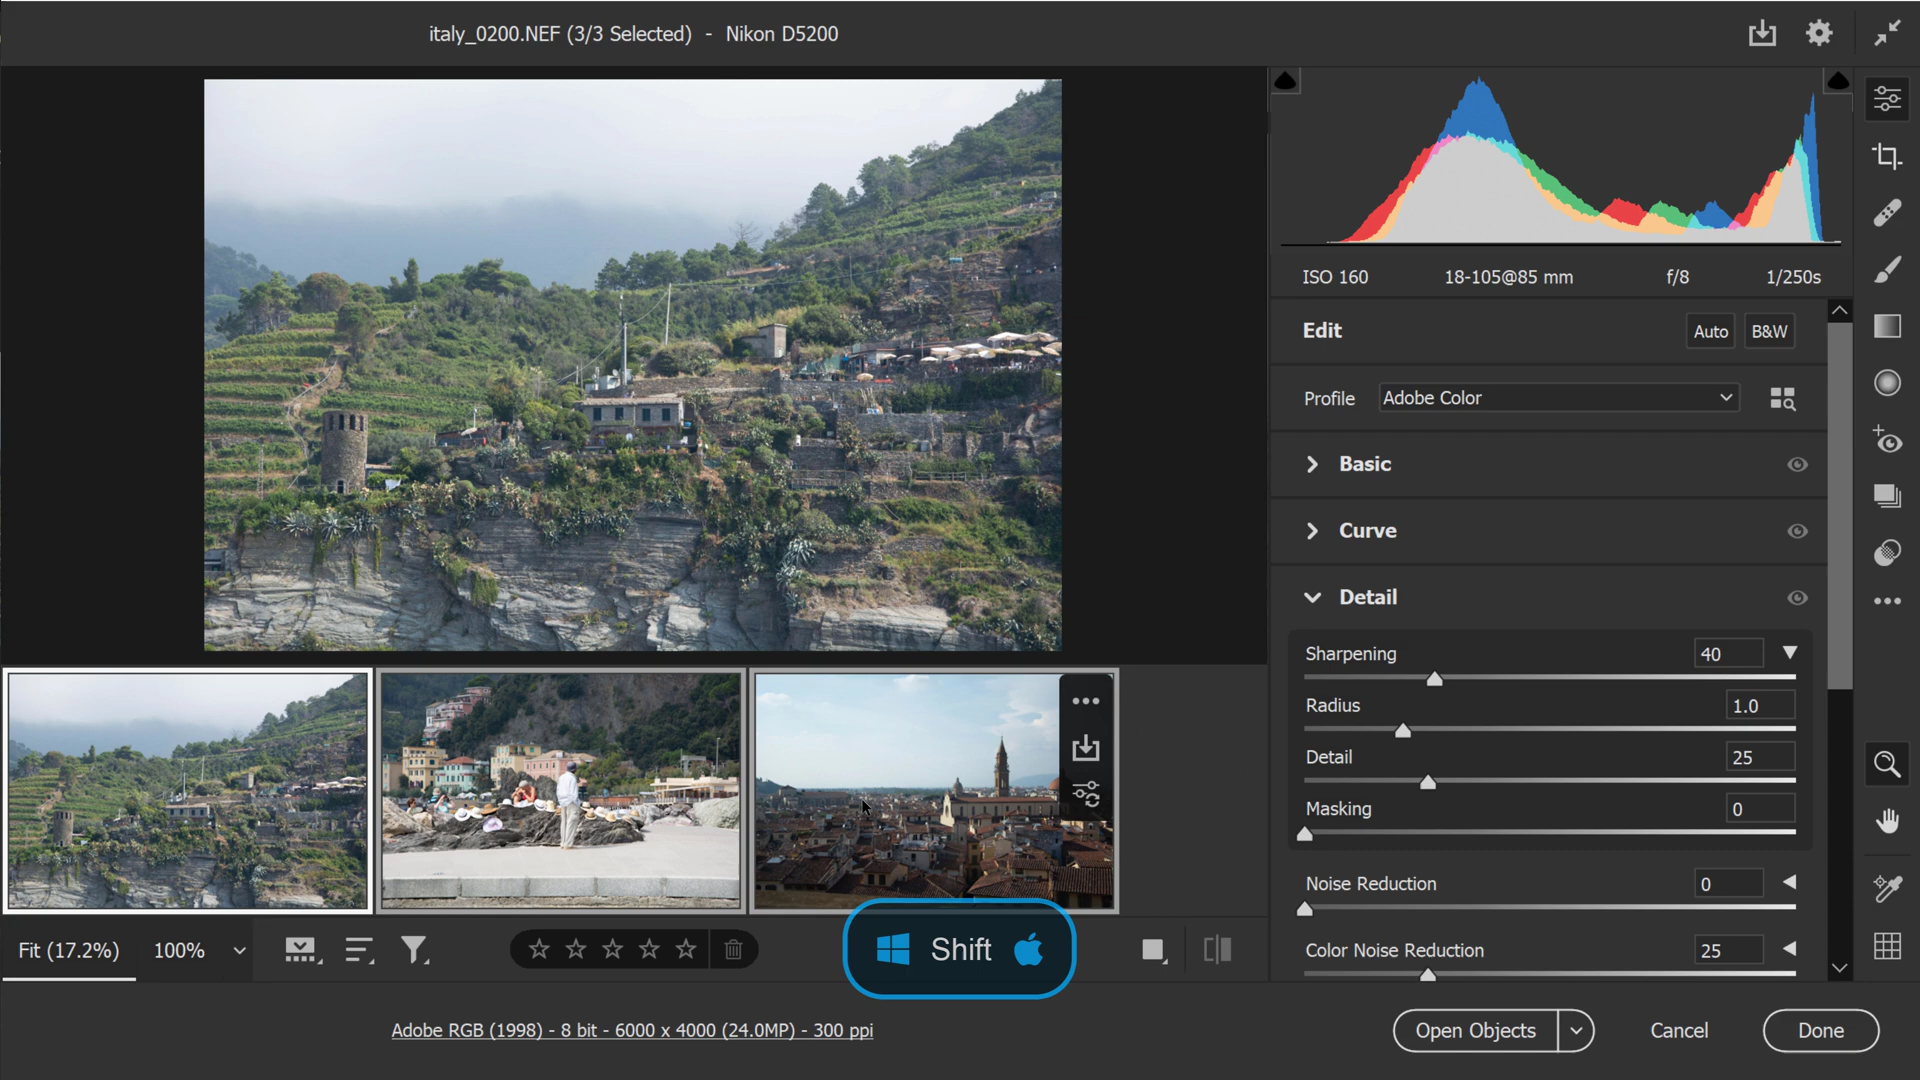 italy_0200.NEF (3/3 Selected) - Nikon D5200
ISO 160 18-105@85 mm f/8 1/250s
Edit Auto B&W
Profile Adobe Color
Basic
Curve
Detail
Sharpening 40
Radius 1.0
Detail 25
Masking 0
Noise Reduction 0
Color Noise Reduction 25
Fit (17.2%) 100%
Shift
Adobe RGB (1998) - 8 bit - 6000 x 4000 (24.0MP) - 300 ppi
Open Objects Cancel Done